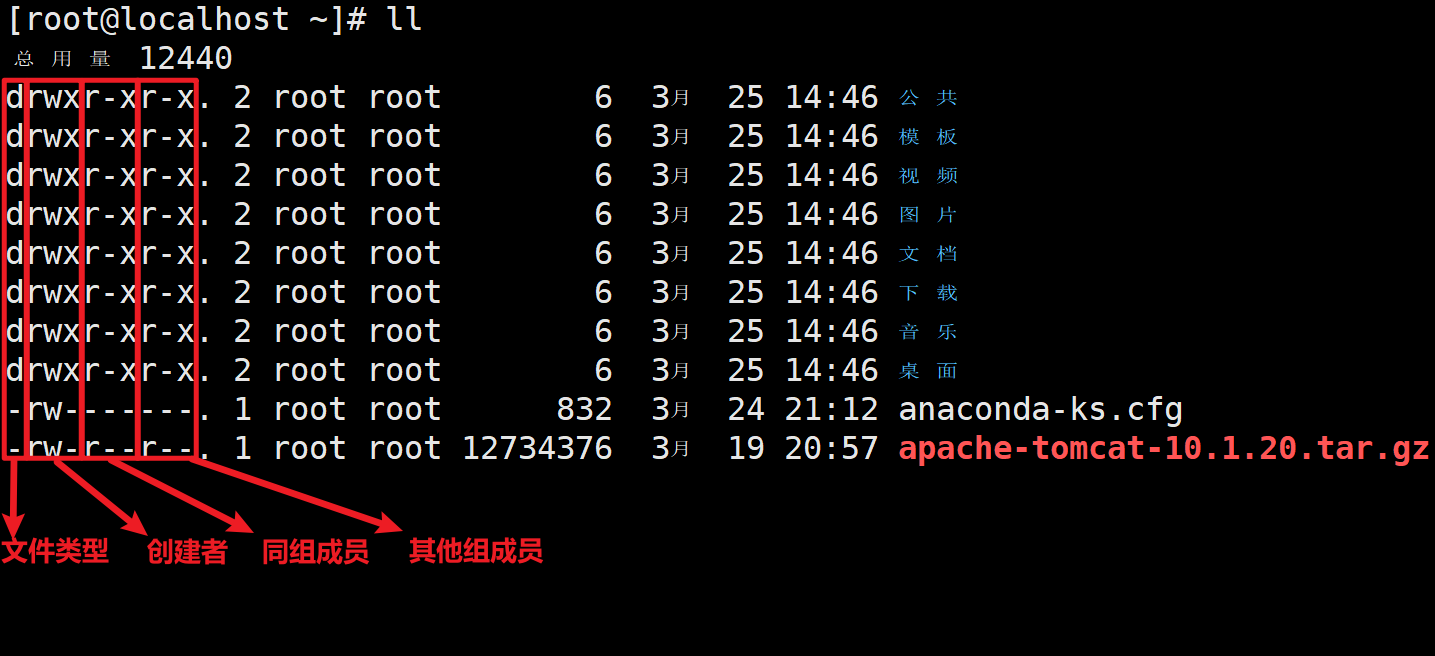 [root@localhost ~]# ll
总用量 12440
drwxr-xr-x. 2 root root        6  3月  25 14:46 公共
drwxr-xr-x. 2 root root        6  3月  25 14:46 模板
drwxr-xr-x. 2 root root        6  3月  25 14:46 视频
drwxr-xr-x. 2 root root        6  3月  25 14:46 图片
drwxr-xr-x. 2 root root        6  3月  25 14:46 文档
drwxr-xr-x. 2 root root        6  3月  25 14:46 下载
drwxr-xr-x. 2 root root        6  3月  25 14:46 音乐
drwxr-xr-x. 2 root root        6  3月  25 14:46 桌面
-rw-------. 1 root root      832  3月  24 21:12 anaconda-ks.cfg
-rw-r--r--. 1 root root 12734376  3月  19 20:57 apache-tomcat-10.1.20.tar.gz
文件类型 创建者 同组成员 其他组成员